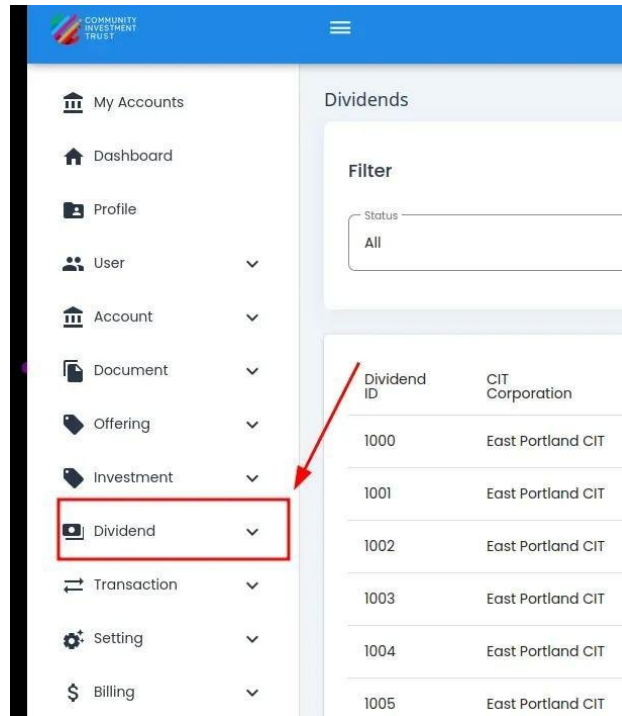 COMMUNITY
INVESTMENT
TRUST
My Accounts
Dashboard
Profile
User
Account
Document
Offering
Investment
Dividend
Transaction
Setting
$ Billing
Dividends
Filter
Status
All
Dividend ID CIT Corporation
1000 East Portland CIT
1001 East Portland CIT
1002 East Portland CIT
1003 East Portland CIT
1004 East Portland CIT
1005 East Portland CIT